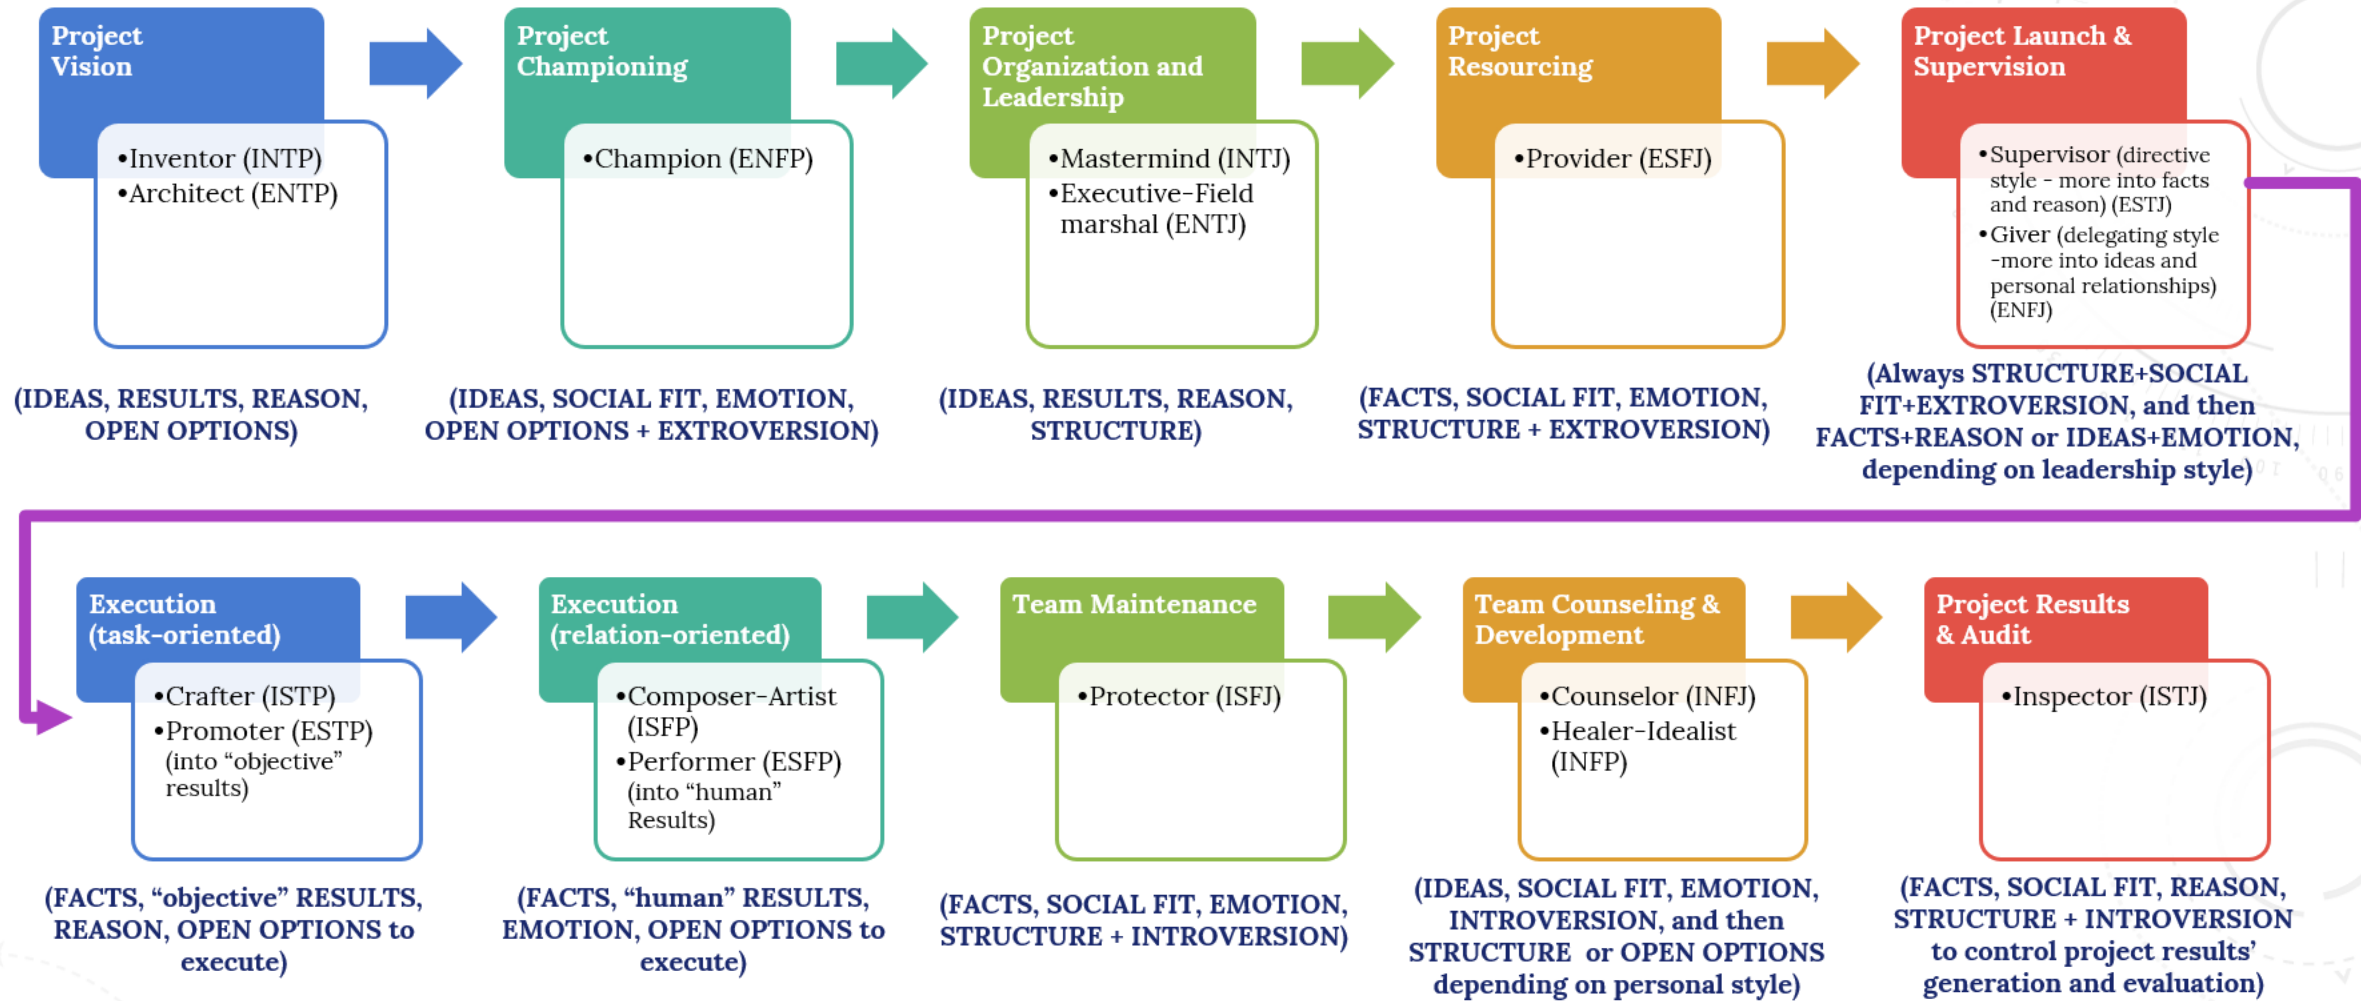 Project
Vision
•Inventor (INTP)
•Architect (ENTP)
(IDEAS, RESULTS, REASON,
OPEN OPTIONS)
Project
Championing
•Champion (ENFP)
(IDEAS, SOCIAL FIT, EMOTION,
OPEN OPTIONS + EXTROVERSION)
Project
Organization and
Leadership
•Mastermind (INTJ)
•Executive-Field
marshal (ENTJ)
(IDEAS, RESULTS, REASON,
STRUCTURE)
Project
Resourcing
•Provider (ESFJ)
(FACTS, SOCIAL FIT, EMOTION,
STRUCTURE + EXTROVERSION)
Project Launch &
Supervision
•Supervisor (directive
style - more into facts
and reason) (ESTJ)
•Giver (delegating style
-more into ideas and
personal relationships)
(ENFJ)
(Always STRUCTURE+SOCIAL
FIT+EXTROVERSION, and then
FACTS+REASON or IDEAS+EMOTION,
depending on leadership style)
Execution
(task-oriented)
•Crafter (ISTP)
•Promoter (ESTP)
(into “objective”
results)
(FACTS, “objective” RESULTS,
REASON, OPEN OPTIONS to
execute)
Execution
(relation-oriented)
•Composer-Artist
(ISFP)
•Performer (ESFP)
(into “human”
Results)
(FACTS, “human” RESULTS,
EMOTION, OPEN OPTIONS to
execute)
Team Maintenance
•Protector (ISFJ)
(FACTS, SOCIAL FIT, EMOTION,
STRUCTURE + INTROVERSION)
Team Counseling &
Development
•Counselor (INFJ)
•Healer-Idealist
(INFP)
(IDEAS, SOCIAL FIT, EMOTION,
INTROVERSION, and then
STRUCTURE or OPEN OPTIONS
depending on personal style)
Project Results
& Audit
•Inspector (ISTJ)
(FACTS, SOCIAL FIT, REASON,
STRUCTURE + INTROVERSION
to control project results’
generation and evaluation)